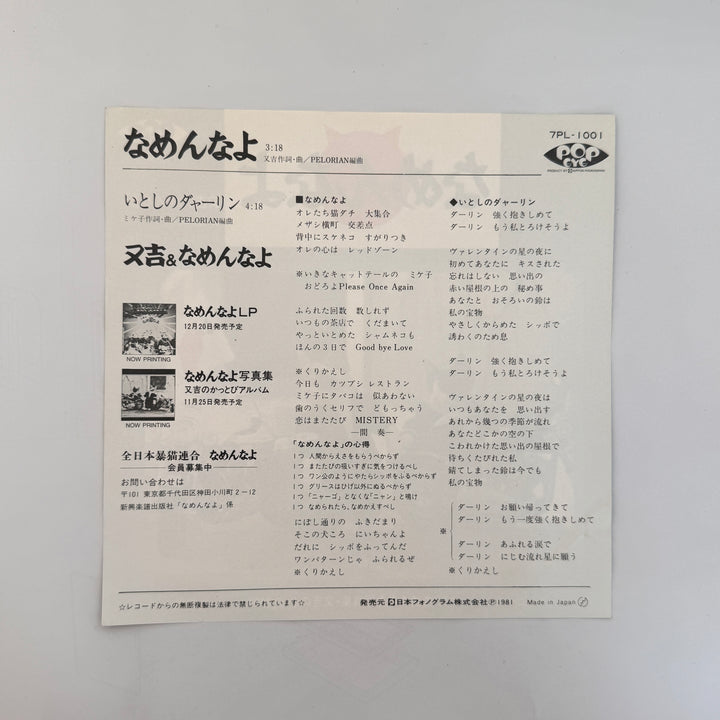 なめんなよ 3:18
又吉作詞・曲／PELORIAN編曲
7PL-1001
POP
EYE
いとしのダャーリン 4:18
ミケ子作詞・曲／PELORIAN編曲
又吉&なめんなよ
なめんなよLP
12月20日発売予定
NOW PRINTING
なめんなよ写真集
又吉のかっとびアルバム
11月25日発売予定
NOW PRINTING
全日本暴猫連合 なめんなよ
会員募集中
お問い合わせは
〒101 東京都千代田区神田小川町2-12
新興楽譜出版社「なめんなよ」係
■なめんなよ
オレたち猫ダチ 大集合
メザシ横町 交差点
背中にスケネコ すがりつき
オレの心は レッドゾーン
※いきなキャットテールの ミケ子
おどろよPlease Once Again
ふられた回数 数しれず
いつもの茶店で くだまいて
やっといとめた シャムネコも
ほんの3日で Good bye Love
※くりかえし
今日も カツブシ レストラン
ミケ子にタバコは 似あわない
歯のうくセリフで どもっちゃう
恋はまたたび MISTERY
―間 奏―
「なめんなよ」の心得
1つ 人間からえさをもらうべからず
1つ またたびの吸いすぎに気をつけるべし
1つ ワン公のようにやたらシッポをふるべからず
1つ グリースはひげ以外にぬるべからず
1つ 「ニャーゴ」となくな「ニャン」と鳴け
1つ なめられたら、なめかえすべし
にぼし通りの ふきだまり
そこの犬ころ にいちゃんよ
だれに シッポをふってんだ
ワンパターンじゃ ふられるぜ
※くりかえし
◆いとしのダャーリン
ダーリン 強く抱きしめて
ダーリン もう私とろけそうよ
ヴァレンタインの星の夜に
初めてあなたに キスされた
忘れはしない 思い出の
赤い屋根の上の 秘め事
あなたと おそろいの鈴は
私の宝物
やさしくからめた シッポで
誘わくのため息
ダーリン 強く抱きしめて
ダーリン もう私とろけそうよ
ヴァレンタインの星の夜は
いつもあなたを 思い出す
あれから幾つの季節が流れ
あなたどこかの空の下
こわれかけた思い出の屋根で
待ちくたびれた私
錆てしまった鈴は今でも
私の宝物
※
ダーリン お願い帰ってきて
ダーリン もう一度強く抱きしめて
ダーリン あふれる涙で
ダーリン にじむ流れ星に願う
※くりかえし
☆レコードからの無断複製は法律で禁じられています☆
発売元 日本フォノグラム株式会社Ⓟ1981
Made in Japan